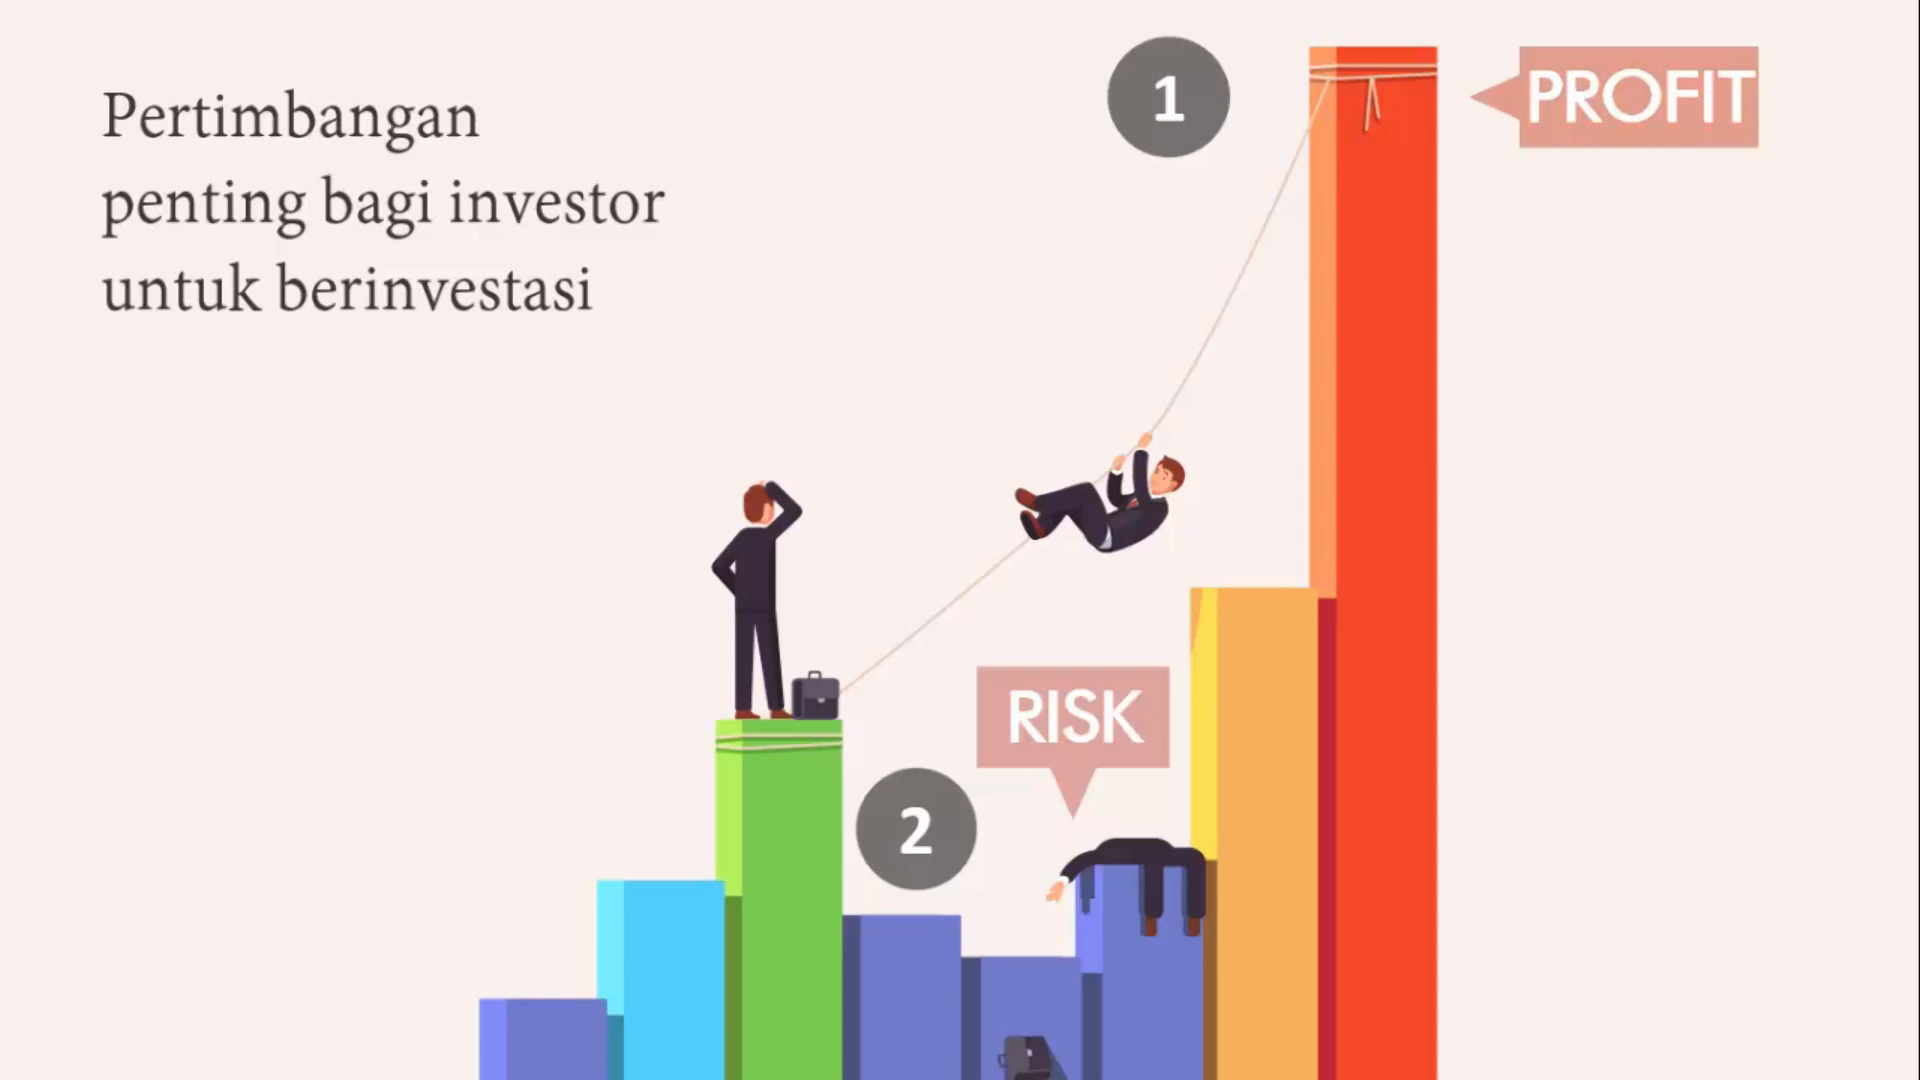 Pertimbangan
penting bagi investor
untuk berinvestasi
1
PROFIT
RISK
2